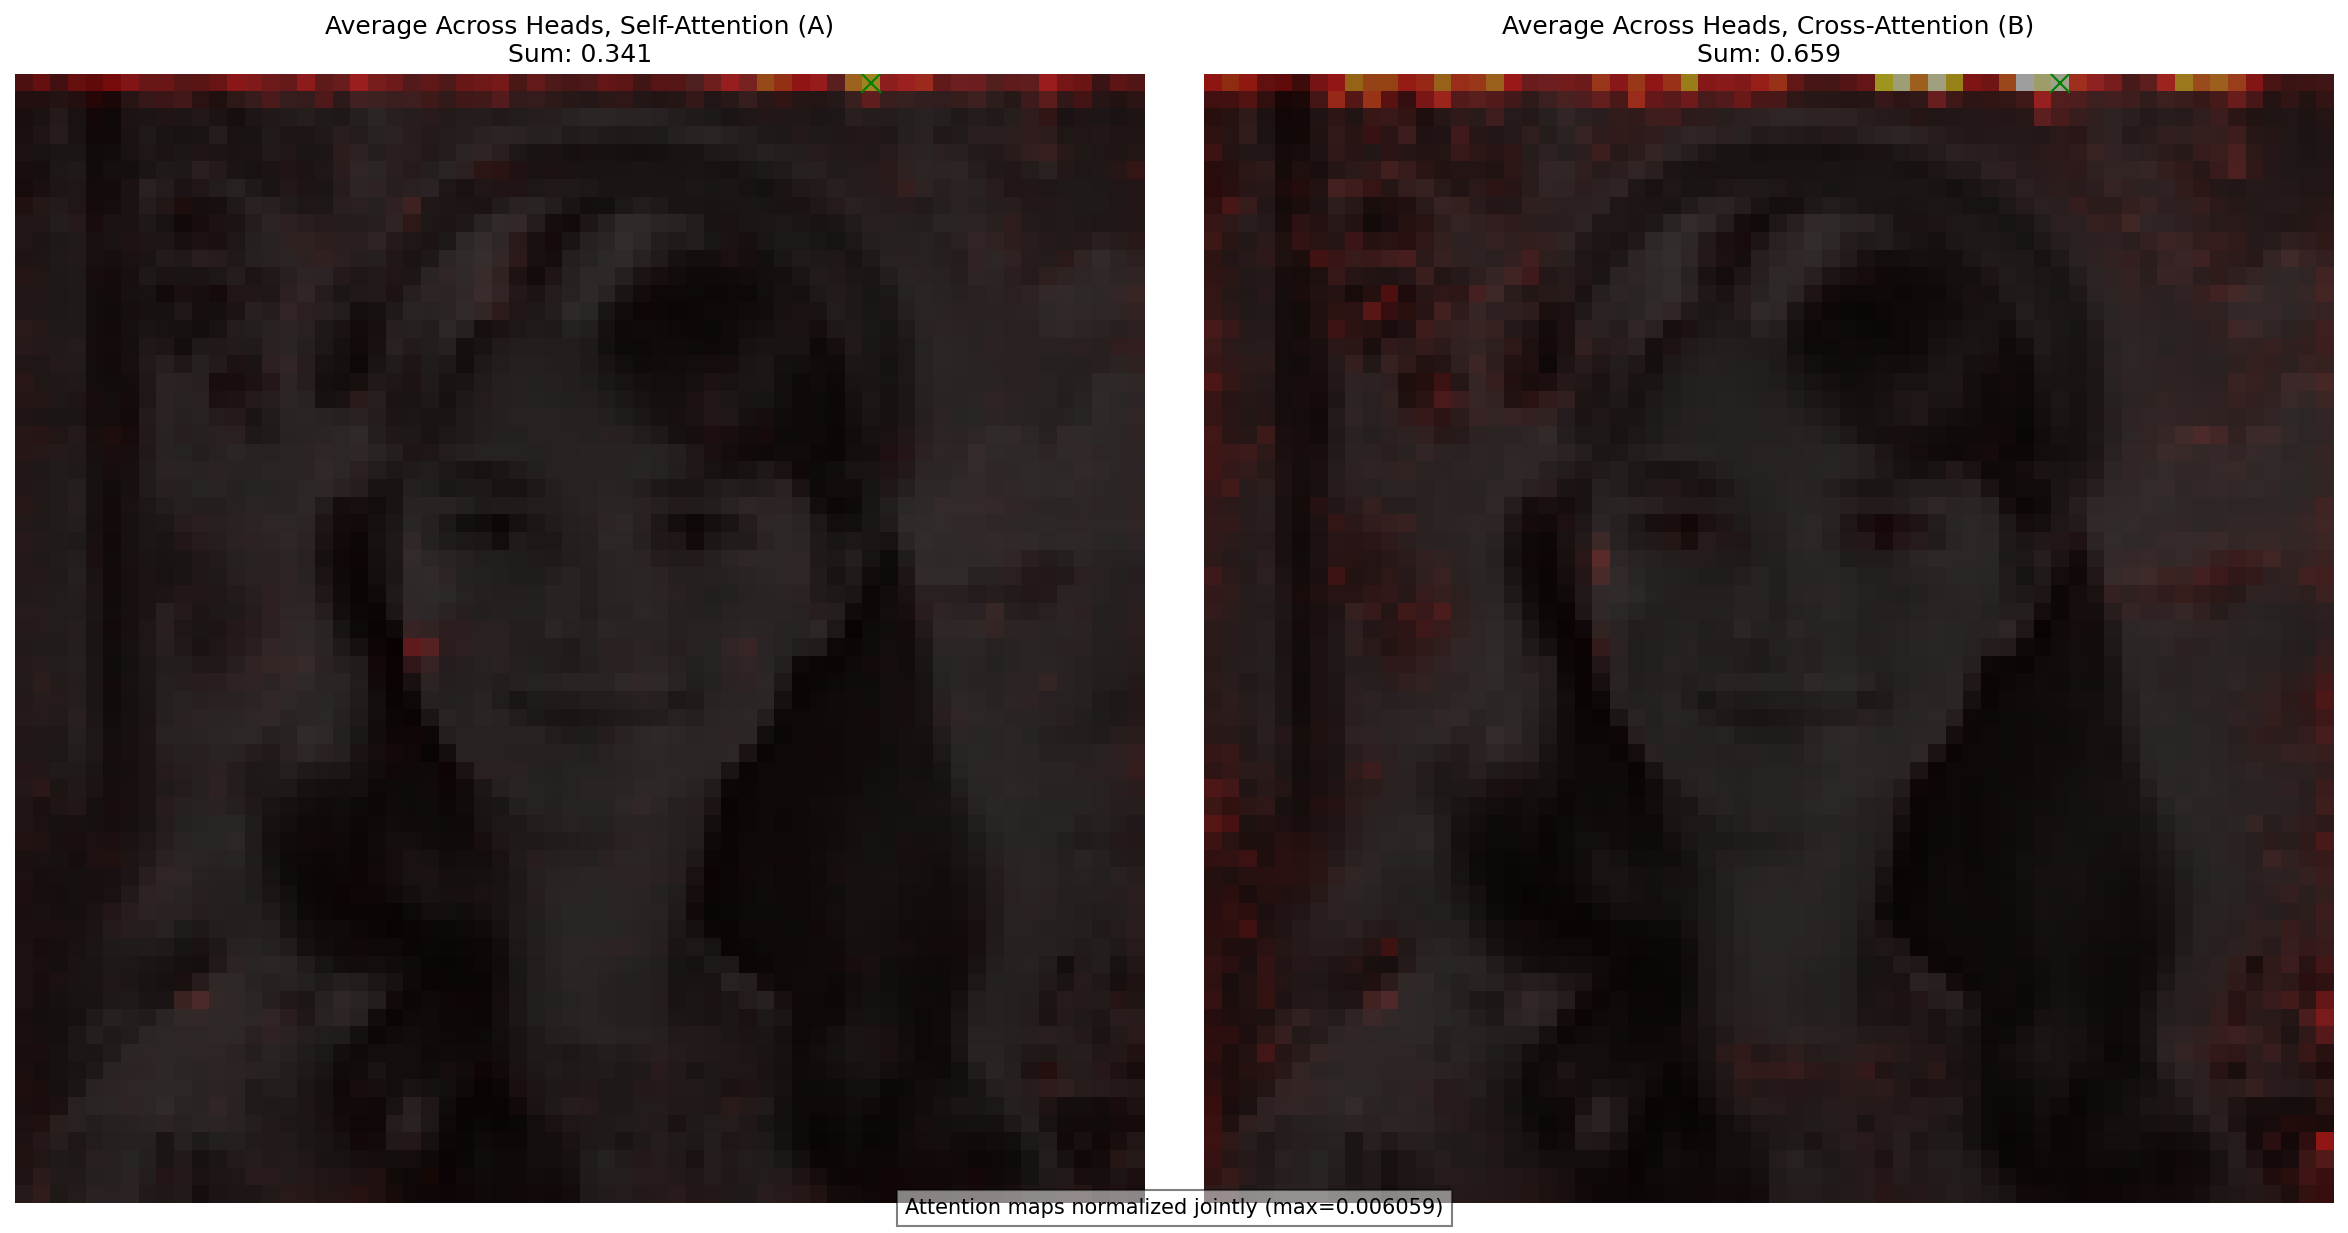 Average Across Heads, Self-Attention (A)
Sum: 0.341
Average Across Heads, Cross-Attention (B)
Sum: 0.659
Attention maps normalized jointly (max=0.006059)